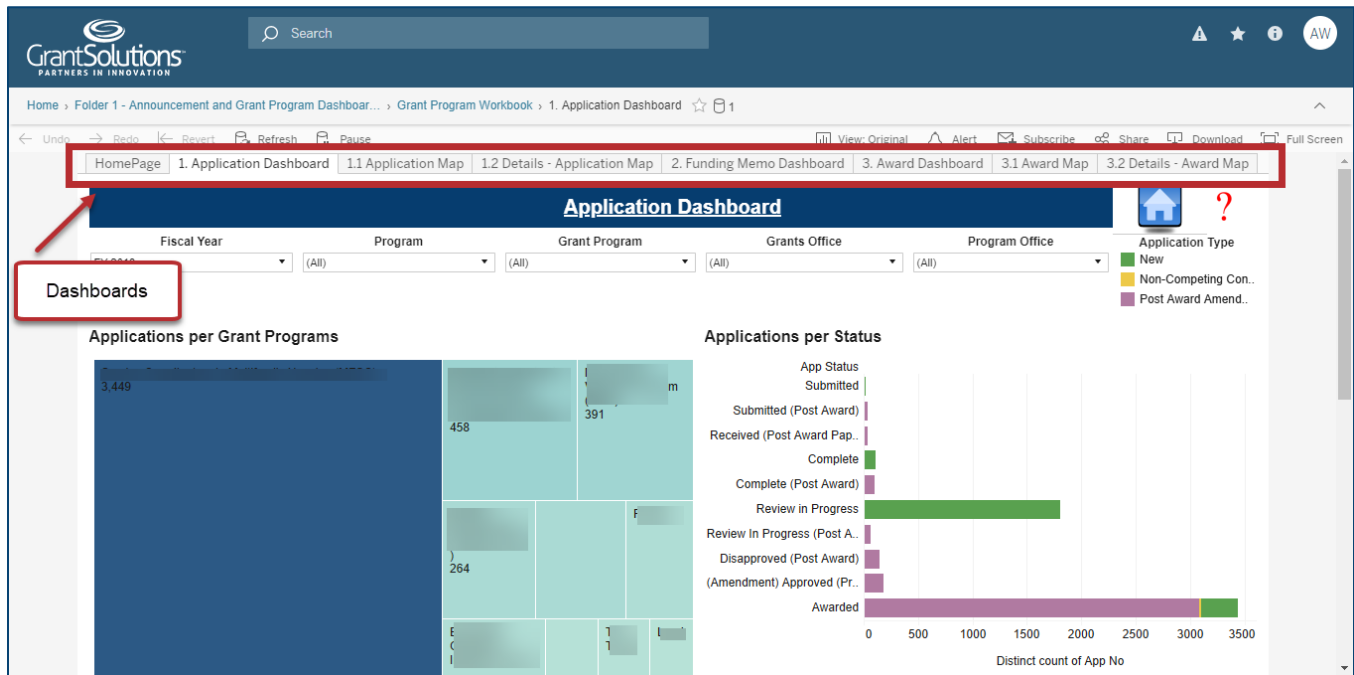 GrantSolutions
PARTNERS IN INNOVATION
Search
AW
Home › Folder 1 - Announcement and Grant Program Dashboar... › Grant Program Workbook › 1. Application Dashboard 1
Undo Redo Revert Refresh Pause View: Original Alert Subscribe Share Download Full Screen
HomePage 1. Application Dashboard 1.1 Application Map 1.2 Details - Application Map 2. Funding Memo Dashboard 3. Award Dashboard 3.1 Award Map 3.2 Details - Award Map
Application Dashboard ?
Fiscal Year Program Grant Program Grants Office Program Office Application Type
(All) (All) (All) (All) New
Non-Competing Con..
Post Award Amend..
Dashboards
Applications per Grant Programs
3,449
458
m
391
)
264
Applications per Status
App Status
Submitted
Submitted (Post Award)
Received (Post Award Pap..
Complete
Complete (Post Award)
Review in Progress
Review In Progress (Post A..
Disapproved (Post Award)
(Amendment) Approved (Pr..
Awarded
0 500 1000 1500 2000 2500 3000 3500
Distinct count of App No